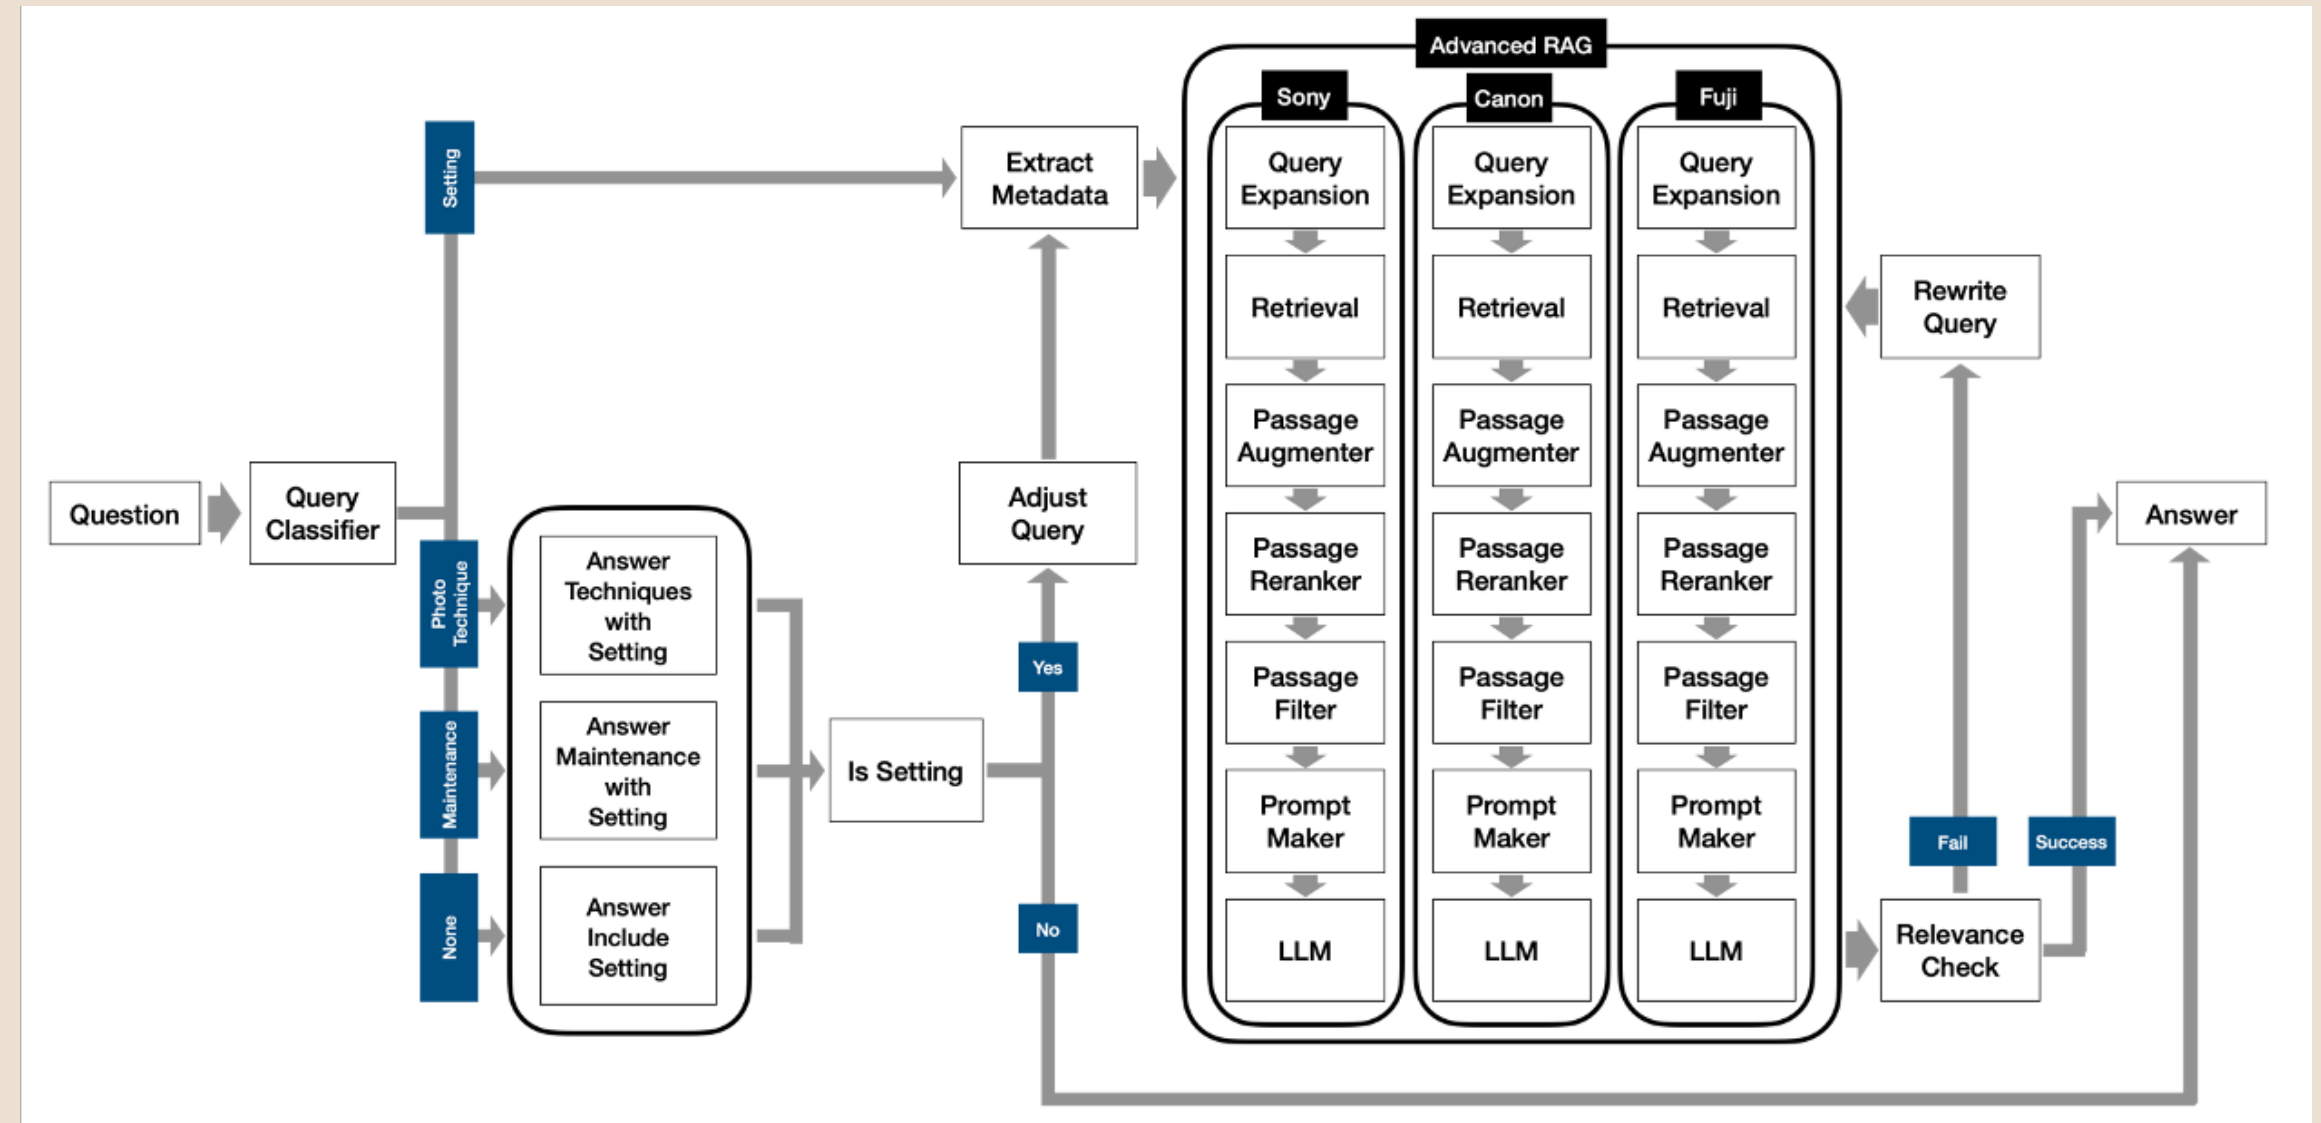 Question
Query
Classifier
Setting
Photo
Technique
Maintenance
None
Answer
Techniques
with
Setting
Answer
Maintenance
with
Setting
Answer
Include
Setting
Is Setting
Yes
No
Adjust
Query
Extract
Metadata
Advanced RAG
Sony
Query
Expansion
Retrieval
Passage
Augmenter
Passage
Reranker
Passage
Filter
Prompt
Maker
LLM
Canon
Query
Expansion
Retrieval
Passage
Augmenter
Passage
Reranker
Passage
Filter
Prompt
Maker
LLM
Fuji
Query
Expansion
Retrieval
Passage
Augmenter
Passage
Reranker
Passage
Filter
Prompt
Maker
LLM
Relevance
Check
Fail
Success
Rewrite
Query
Answer